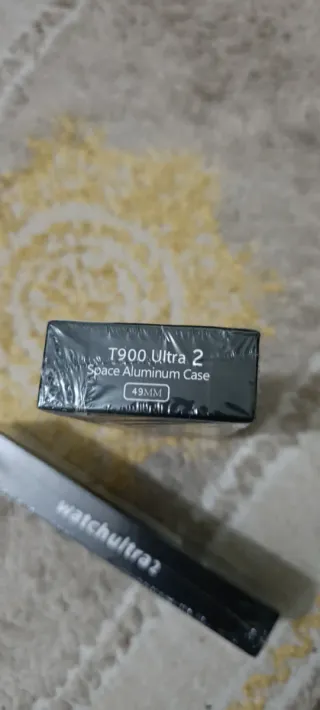 T900 Ultra 2
Space Aluminum Case
49MM
watchultra2